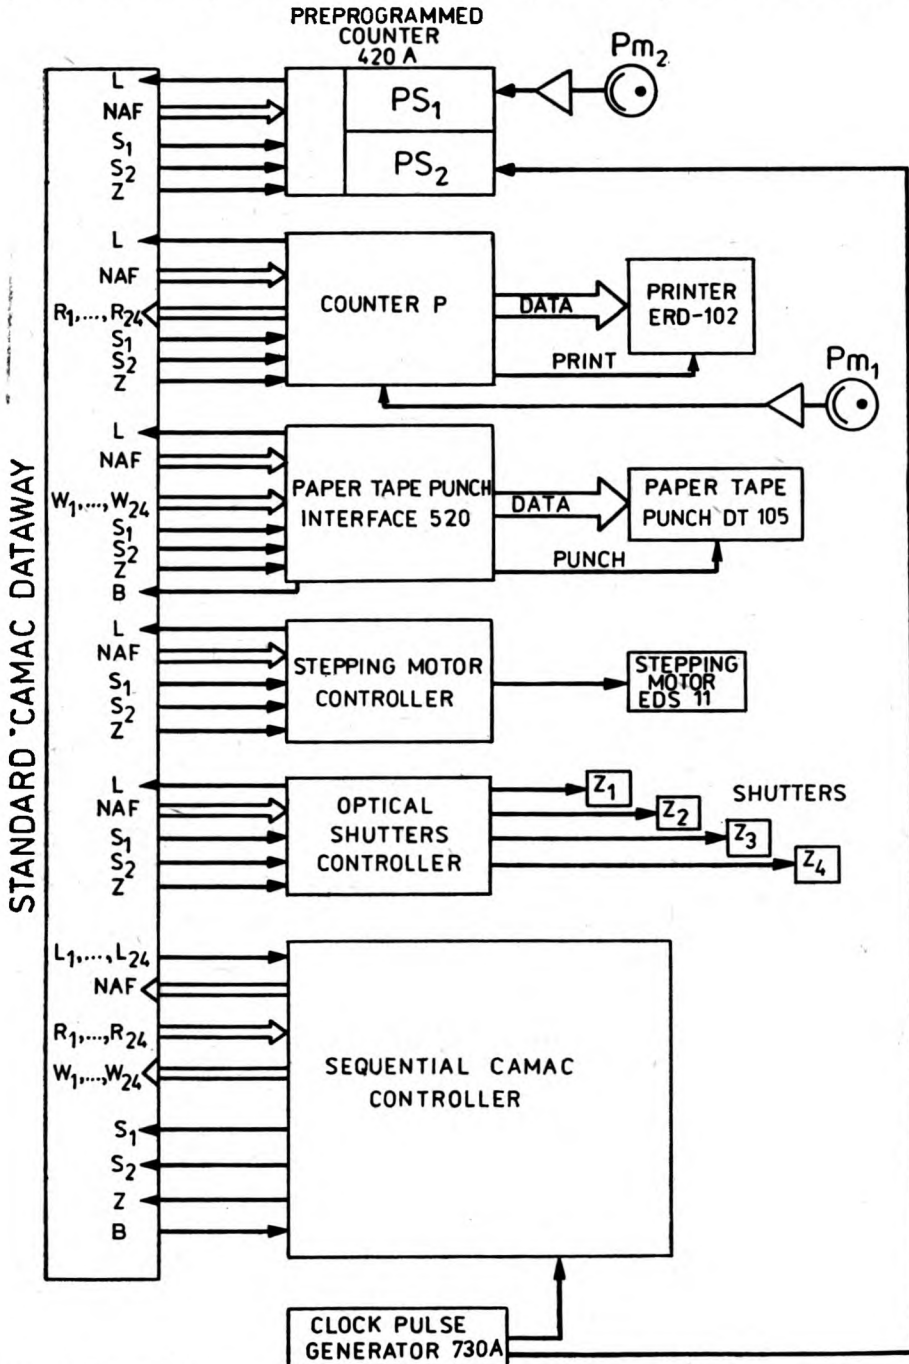 PREPROGRAMMED
COUNTER
420 A
STANDARD CAMAC DATAWAY
L
NAF
S1
S2
Z
PS1
PS2
Pm2
L
NAF
R1,...,R24
S1
S2
Z
COUNTER P
DATA
PRINT
PRINTER
ERD-102
Pm1
L
NAF
W1,...,W24
S1
S2
Z
B
PAPER TAPE PUNCH
INTERFACE 520
DATA
PUNCH
PAPER TAPE
PUNCH DT 105
L
NAF
S1
S2
Z
STEPPING MOTOR
CONTROLLER
STEPPING
MOTOR
EDS 11
L
NAF
S1
S2
Z
OPTICAL
SHUTTERS
CONTROLLER
Z1
Z2
Z3
Z4
SHUTTERS
L1,...,L24
NAF
R1,...,R24
W1,...,W24
S1
S2
Z
B
SEQUENTIAL CAMAC
CONTROLLER
CLOCK PULSE
GENERATOR 730A